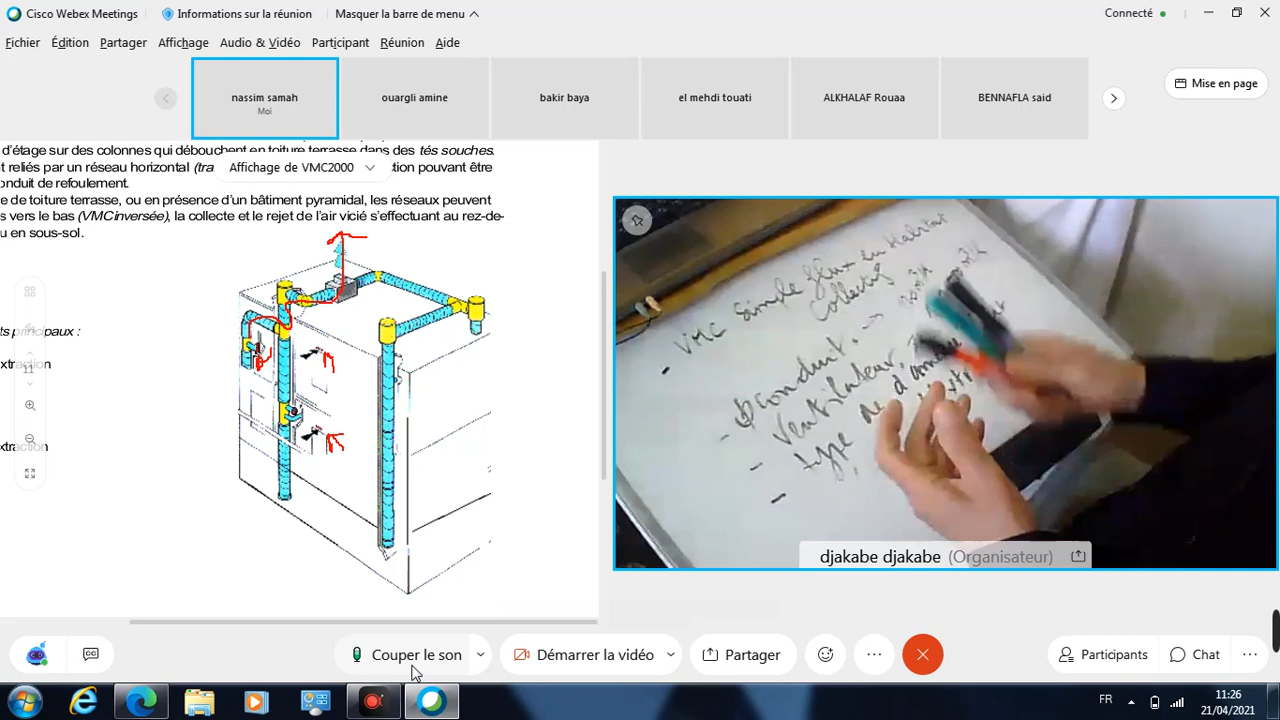 Cisco Webex Meetings
Informations sur la réunion
Masquer la barre de menu
Connecté
Fichier Édition Partager Affichage Audio & Vidéo Participant Réunion Aide
nassim samah
Moi
ouargli amine
bakir baya
el mehdi touati
ALKHALAF Rouaa
BENNAFLA said
Mise en page
d'étage sur des colonnes qui débouchent en toiture terrasse dans des tés souches.
t reliés par un réseau horizontal (tra
Affichage de VMC2000
tion pouvant être
onduit de refoulement.
e de toiture terrasse, ou en présence d'un bâtiment pyramidal, les réseaux peuvent
s vers le bas (VMC inversée), la collecte et le rejet de l'air vicié s'effectuant au rez-de-
u en sous-sol.
ts principaux :
11
xtraction
xtraction
- VMC simple flux en habitat
collectif
- conduit. ->
- Ventilateur,
- type
djakabe djakabe (Organisateur)
Couper le son
Démarrer la vidéo
Partager
Participants
Chat
FR
11:26
21/04/2021